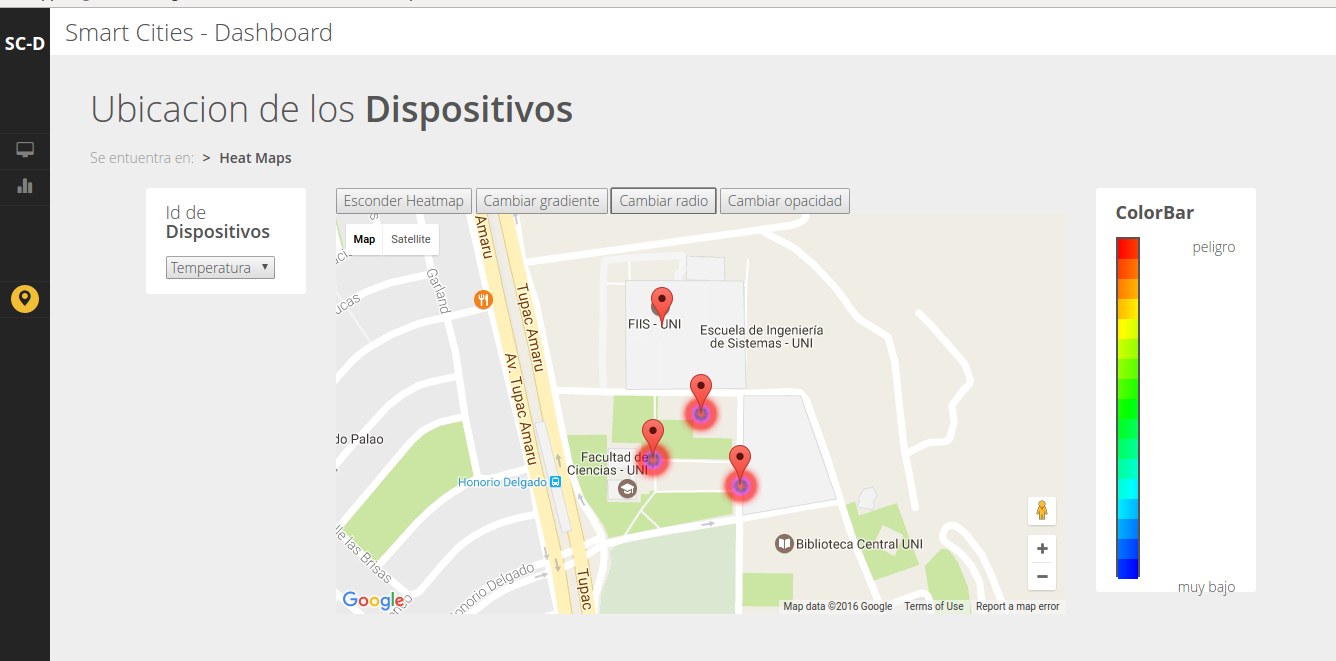 SC-D
Smart Cities - Dashboard
Ubicacion de los Dispositivos
Se entuentra en: > Heat Maps
Id de
Dispositivos
Temperatura
Esconder Heatmap
Cambiar gradiente
Cambiar radio
Cambiar opacidad
Map
Satellite
Amaru
Garland
Tupac Amaru
Av. Tupac Amaru
FIIS - UNI
Escuela de Ingeniería
de Sistemas - UNI
do Palao
Facultad de
Ciencias - UNI
Honorio Delgado
Biblioteca Central UNI
lle las Brisas
onorio Delgado
Tupac
Google
Map data ©2016 Google
Terms of Use
Report a map error
ColorBar
peligro
muy bajo